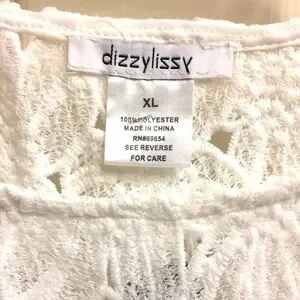 dizzylissy
XL
100% POLYESTER
MADE IN CHINA
RN#69654
SEE REVERSE
FOR CARE